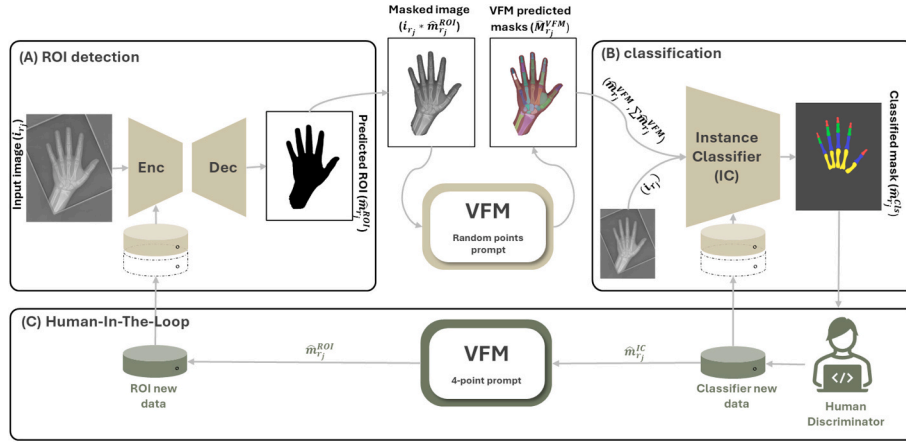 Masked image
(i_{r_j} * m̂_{r_j}^{ROI})
VFM predicted
masks (M̂_{r_j}^{VFM})
(A) ROI detection
Input image (i_{r_j})
Enc
Dec
Predicted ROI (m̂_{r_j}^{ROI})
VFM
Random points
prompt
(B) classification
(m̂_{r_j}^{VFM}, Σm̂_{r_j}^{VFM})
(i_{r_j})
Instance
Classifier
(IC)
Classified
mask (m̂_{r_j}^{Cls})
(C) Human-In-The-Loop
ROI new
data
m̂_{r_j}^{ROI}
VFM
4-point prompt
m̂_{r_j}^{IC}
Classifier new
data
</>
Human
Discriminator